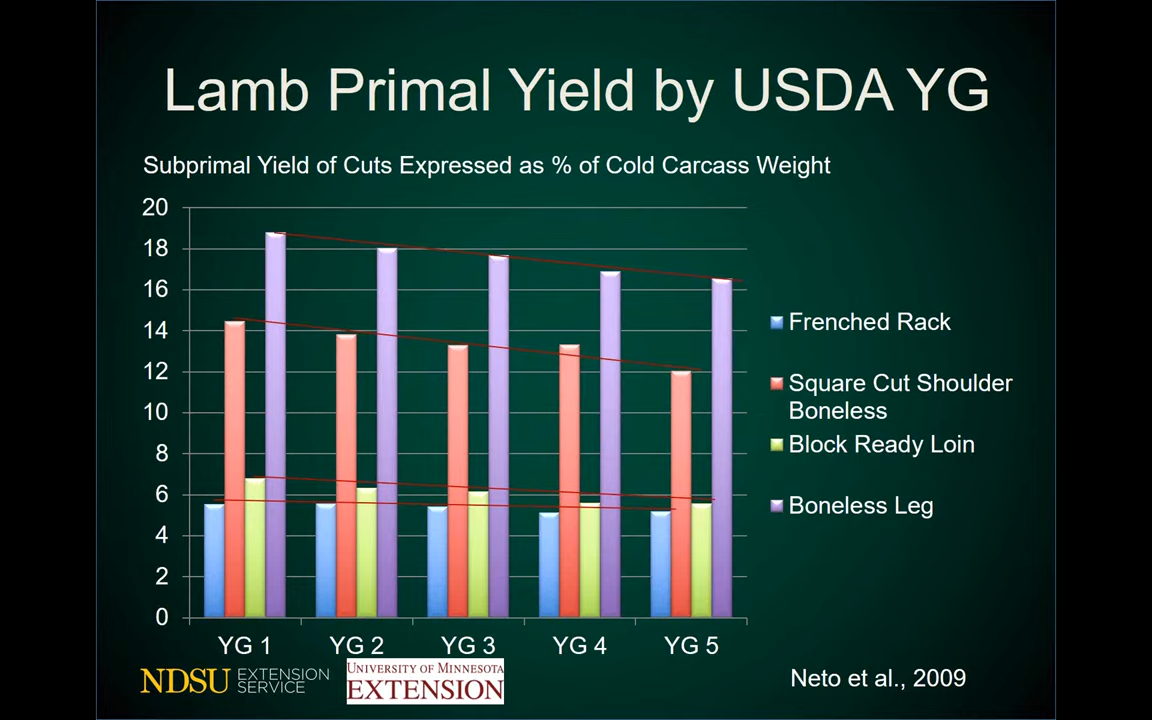 Lamb Primal Yield by USDA YG
Subprimal Yield of Cuts Expressed as % of Cold Carcass Weight
20
18
16
14
12
10
8
6
4
2
0
YG 1 YG 2 YG 3 YG 4 YG 5
Frenched Rack
Square Cut Shoulder
Boneless
Block Ready Loin
Boneless Leg
NDSU EXTENSION
SERVICE
UNIVERSITY OF MINNESOTA
EXTENSION
Neto et al., 2009